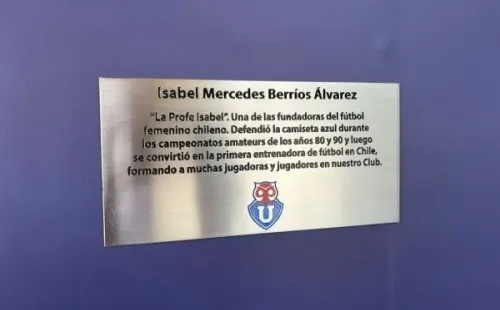 Isabel Mercedes Berríos Álvarez
"La Profe Isabel". Una de las fundadoras del fútbol
femenino chileno. Defendió la camiseta azul durante
los campeonatos amateurs de los años 80 y 90 y luego
se convirtió en la primera entrenadora de fútbol en Chile,
formando a muchas jugadoras y jugadores en nuestro Club.
U